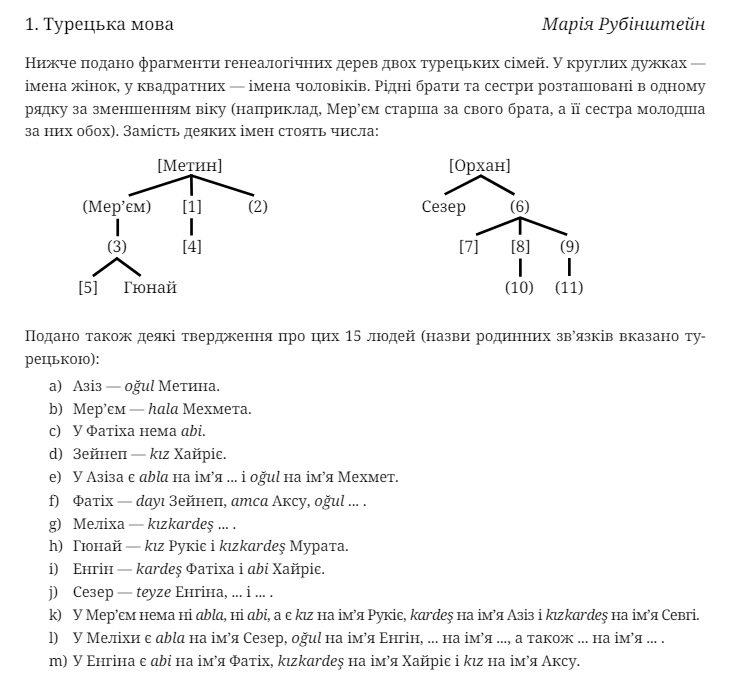 1. Турецька мова Марія Рубінштейн
Нижче подано фрагменти генеалогічних дерев двох турецьких сімей. У круглих дужках —
імена жінок, у квадратних — імена чоловіків. Рідні брати та сестри розташовані в одному
рядку за зменшенням віку (наприклад, Мер’єм старша за свого брата, а її сестра молодша
за них обох). Замість деяких імен стоять числа:
[Метин] [Орхан]
(Мер’єм) [1] (2) Сезер (6)
(3) [4] [7] [8] (9)
[5] Гюнай (10) (11)
Подано також деякі твердження про цих 15 людей (назви родинних зв’язків вказано ту-
рецькою):
a) Азіз — oğul Метина.
b) Мер’єм — hala Мехмета.
c) У Фатіха нема abi.
d) Зейнеп — kız Хайріє.
e) У Азіза є abla на ім’я ... і oğul на ім’я Мехмет.
f) Фатіх — dayı Зейнеп, amca Аксу, oğul ... .
g) Меліха — kızkardeş ... .
h) Гюнай — kız Рукіє і kızkardeş Мурата.
i) Енгін — kardeş Фатіха і abi Хайріє.
j) Сезер — teyze Енгіна, ... і ... .
k) У Мер’єм нема ні abla, ні abi, а є kız на ім’я Рукіє, kardeş на ім’я Азіз і kızkardeş на ім’я Севгі.
l) У Меліхи є abla на ім’я Сезер, oğul на ім’я Енгін, ... на ім’я ..., а також ... на ім’я ... .
m) У Енгіна є abi на ім’я Фатіх, kızkardeş на ім’я Хайріє і kız на ім’я Аксу.